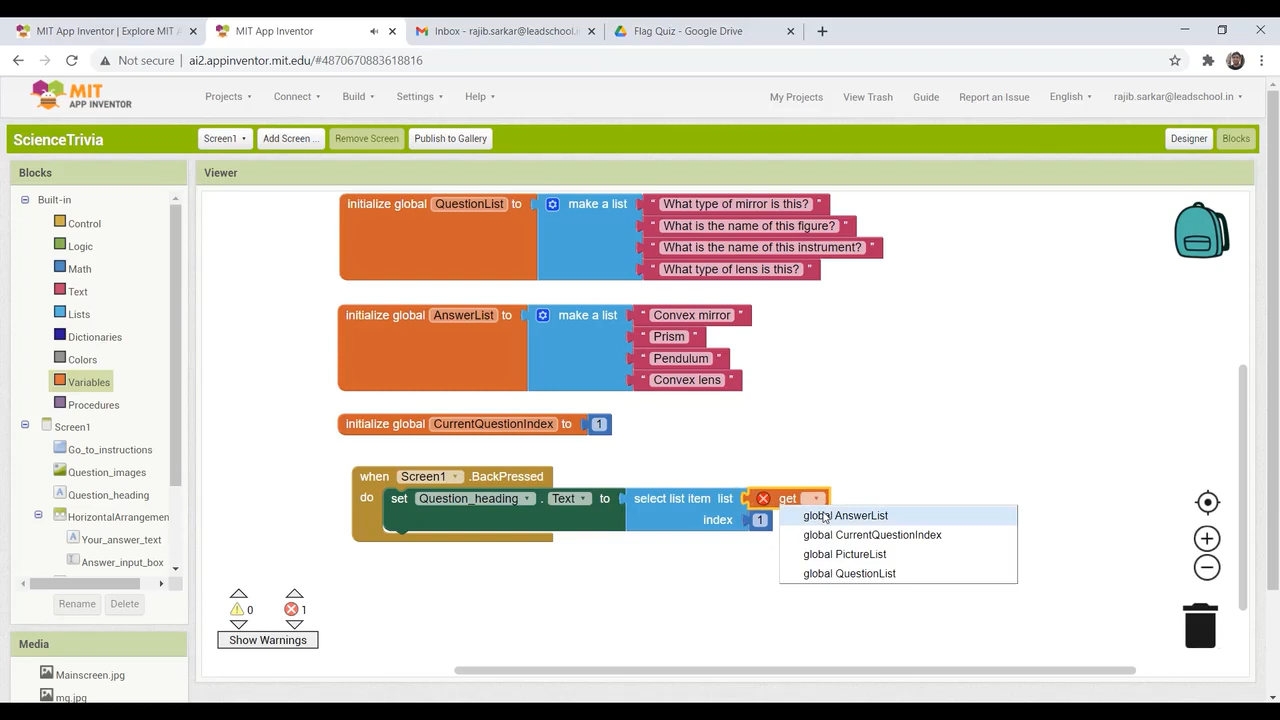 MIT App Inventor | Explore MIT A
MIT App Inventor
Inbox - rajib.sarkar@leadschool.i
Flag Quiz - Google Drive
Not secure
ai2.appinventor.mit.edu/#4870670883618816
MIT
APP INVENTOR
Projects
Connect
Build
Settings
Help
My Projects
View Trash
Guide
Report an Issue
English
rajib.sarkar@leadschool.in
ScienceTrivia
Screen1
Add Screen ...
Remove Screen
Publish to Gallery
Designer
Blocks
Blocks
Viewer
Built-in
Control
Logic
Math
Text
Lists
Dictionaries
Colors
Variables
Procedures
Screen1
Go_to_instructions
Question_images
Question_heading
HorizontalArrangemen
Your_answer_text
Answer_input_box
Rename
Delete
Media
Mainscreen.jpg
mg.jpg
initialize global QuestionList to make a list " What type of mirror is this? "
" What is the name of this figure? "
" What is the name of this instrument? "
" What type of lens is this? "
initialize global AnswerList to make a list " Convex mirror "
" Prism "
" Pendulum "
" Convex lens "
initialize global CurrentQuestionIndex to 1
when Screen1 .BackPressed
do set Question_heading . Text to select list item list get
index 1
global AnswerList
global CurrentQuestionIndex
global PictureList
global QuestionList
0 1
Show Warnings